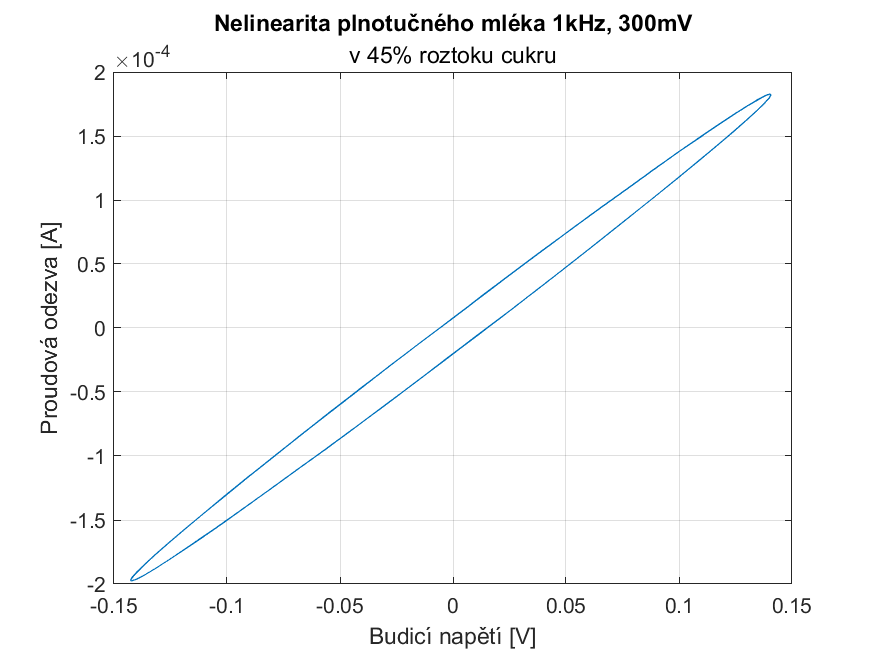 Nelinearita plnotučného mléka 1kHz, 300mV
v 45% roztoku cukru
×10⁻⁴
2
1.5
1
0.5
0
-0.5
-1
-1.5
-2
Proudová odezva [A]
-0.15 -0.1 -0.05 0 0.05 0.1 0.15
Budicí napětí [V]